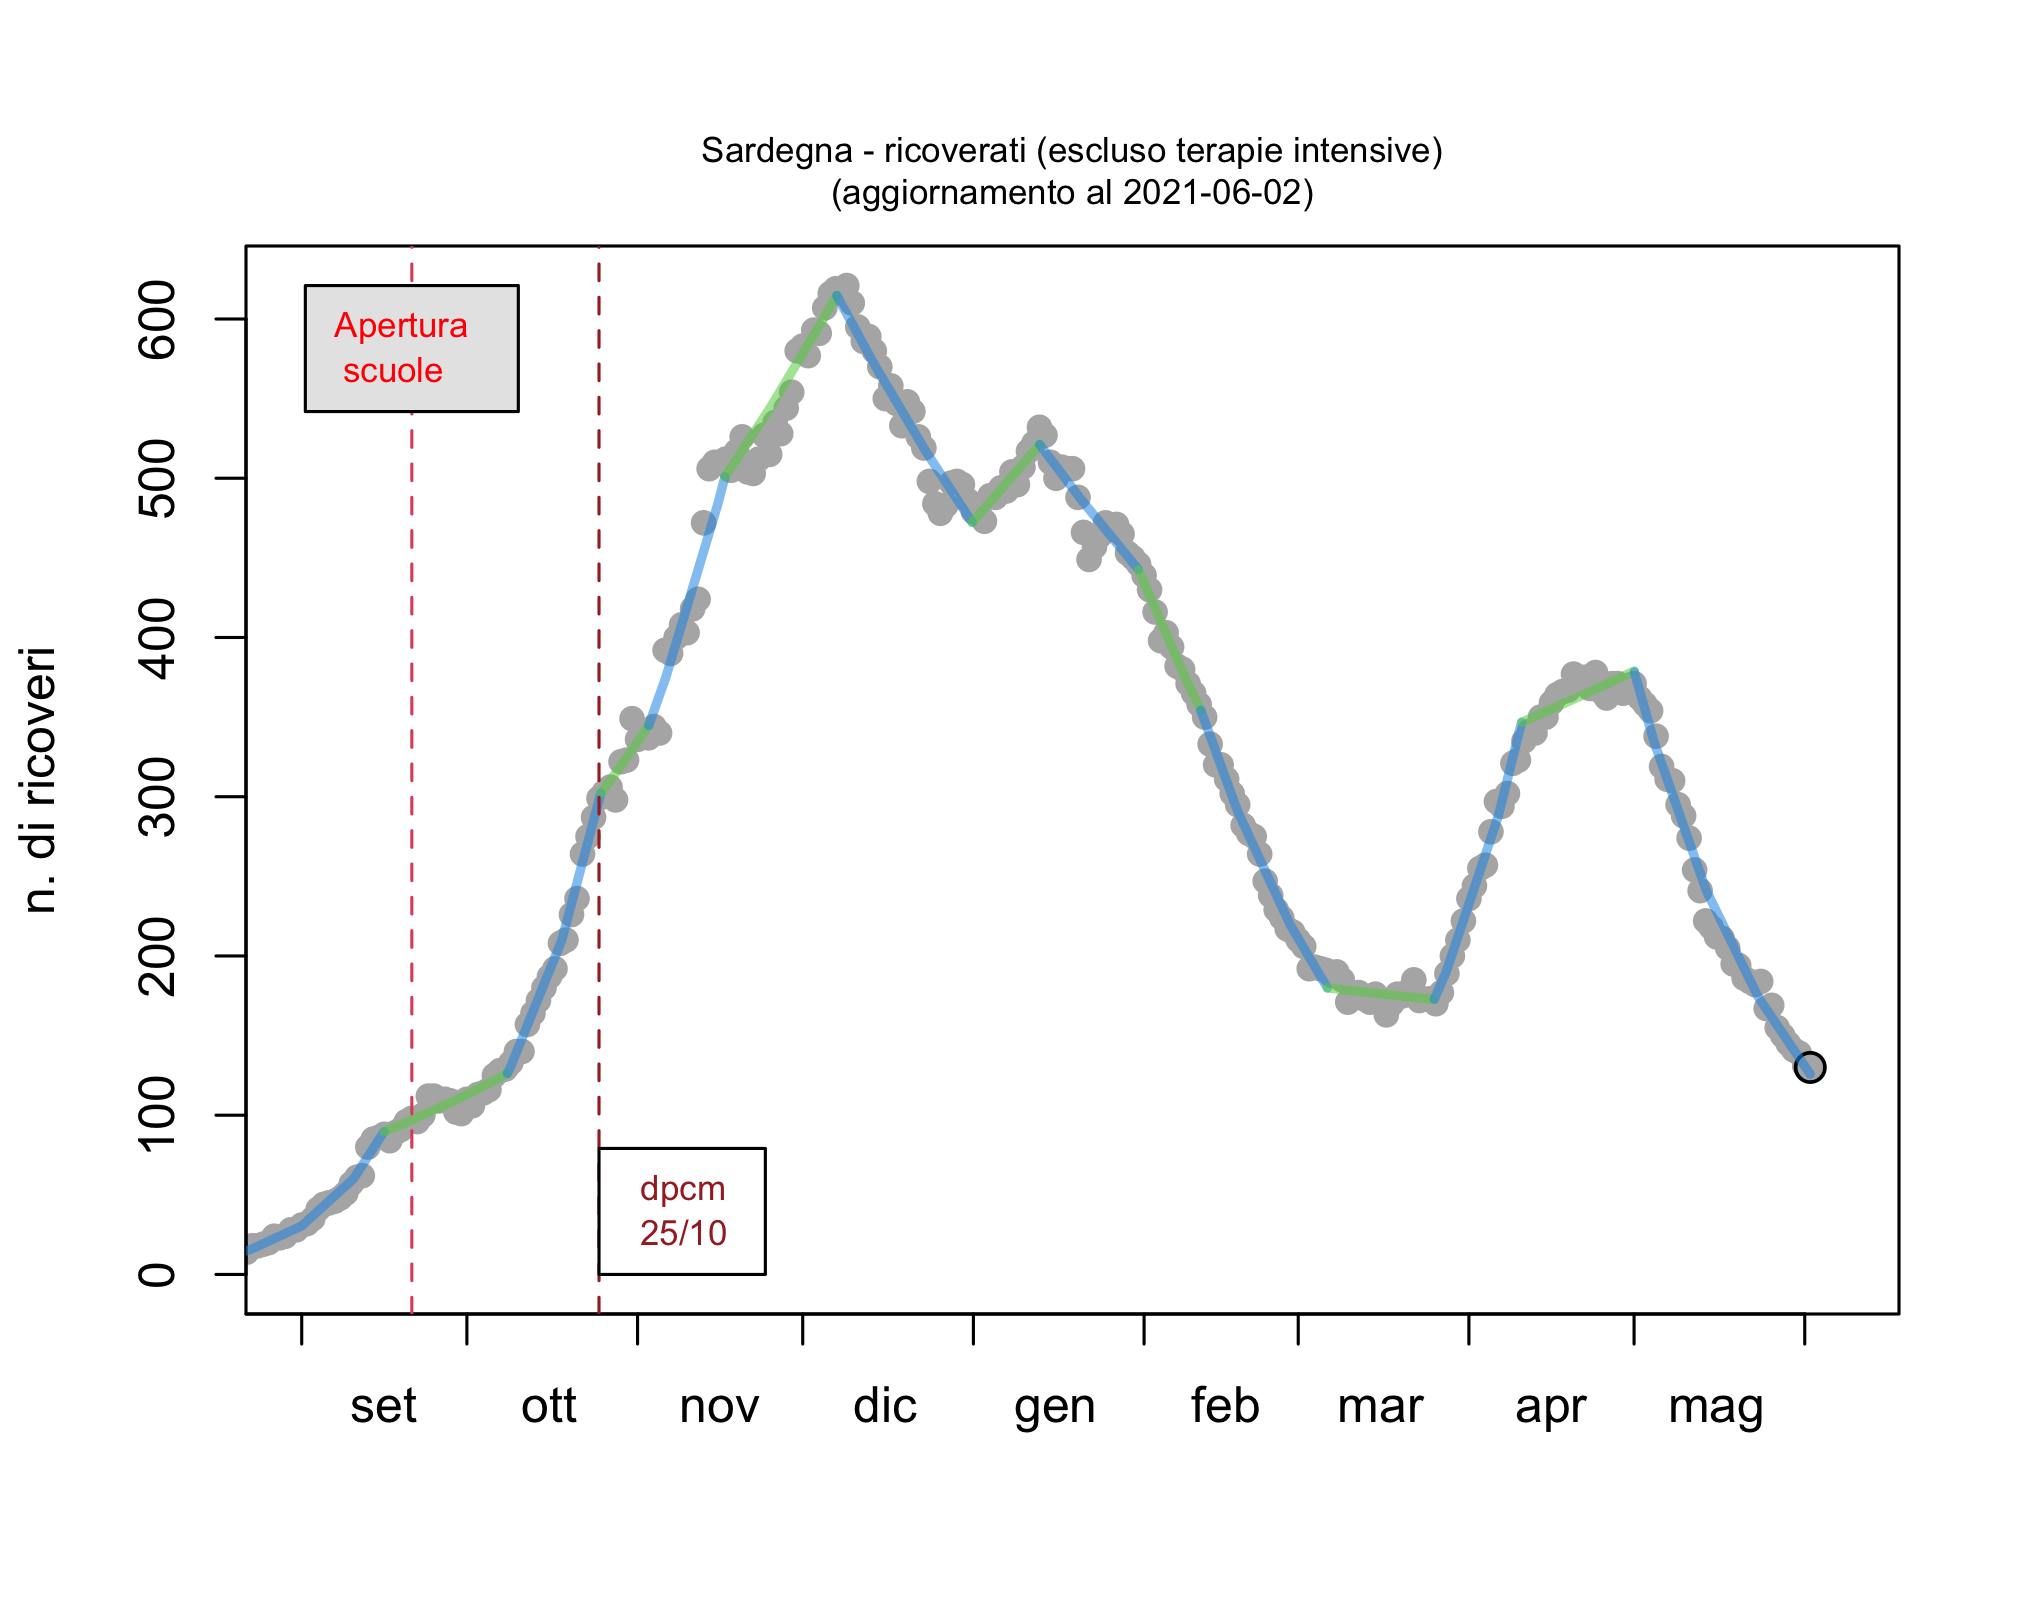 Sardegna - ricoverati (escluso terapie intensive)
(aggiornamento al 2021-06-02)
n. di ricoveri
600
500
400
300
200
100
0
Apertura
scuole
dpcm
25/10
set ott nov dic gen feb mar apr mag